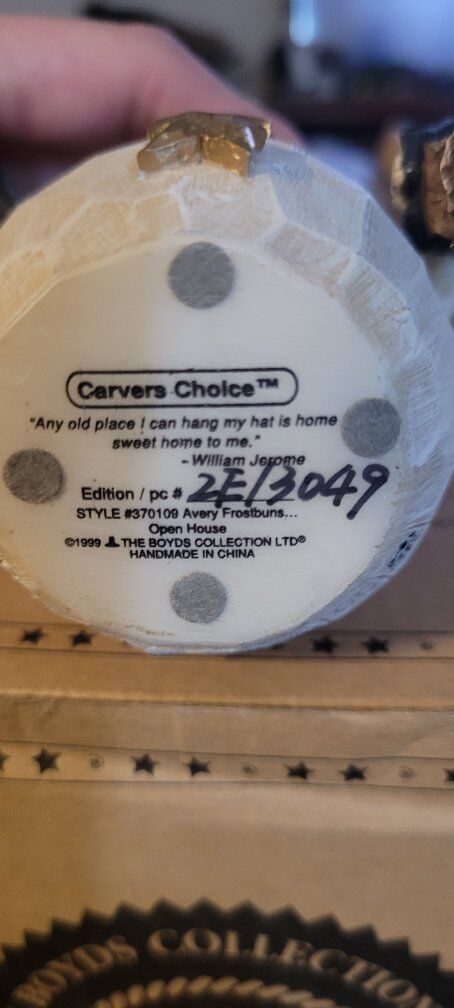 Carvers Choice™
"Any old place I can hang my hat is home
sweet home to me."
- William Jerome
Edition / pc # 2E/3049
STYLE #370109 Avery Frostbuns...
Open House
©1999 THE BOYDS COLLECTION LTD®
HANDMADE IN CHINA
BOYDS COLLECTION